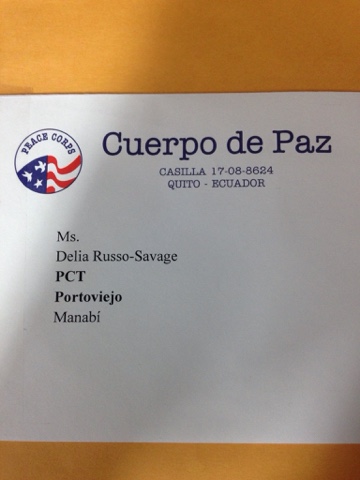 PEACE CORPS
Cuerpo de Paz
CASILLA 17-08-8624
QUITO - ECUADOR
Ms.
Delia Russo-Savage
PCT
Portoviejo
Manabí